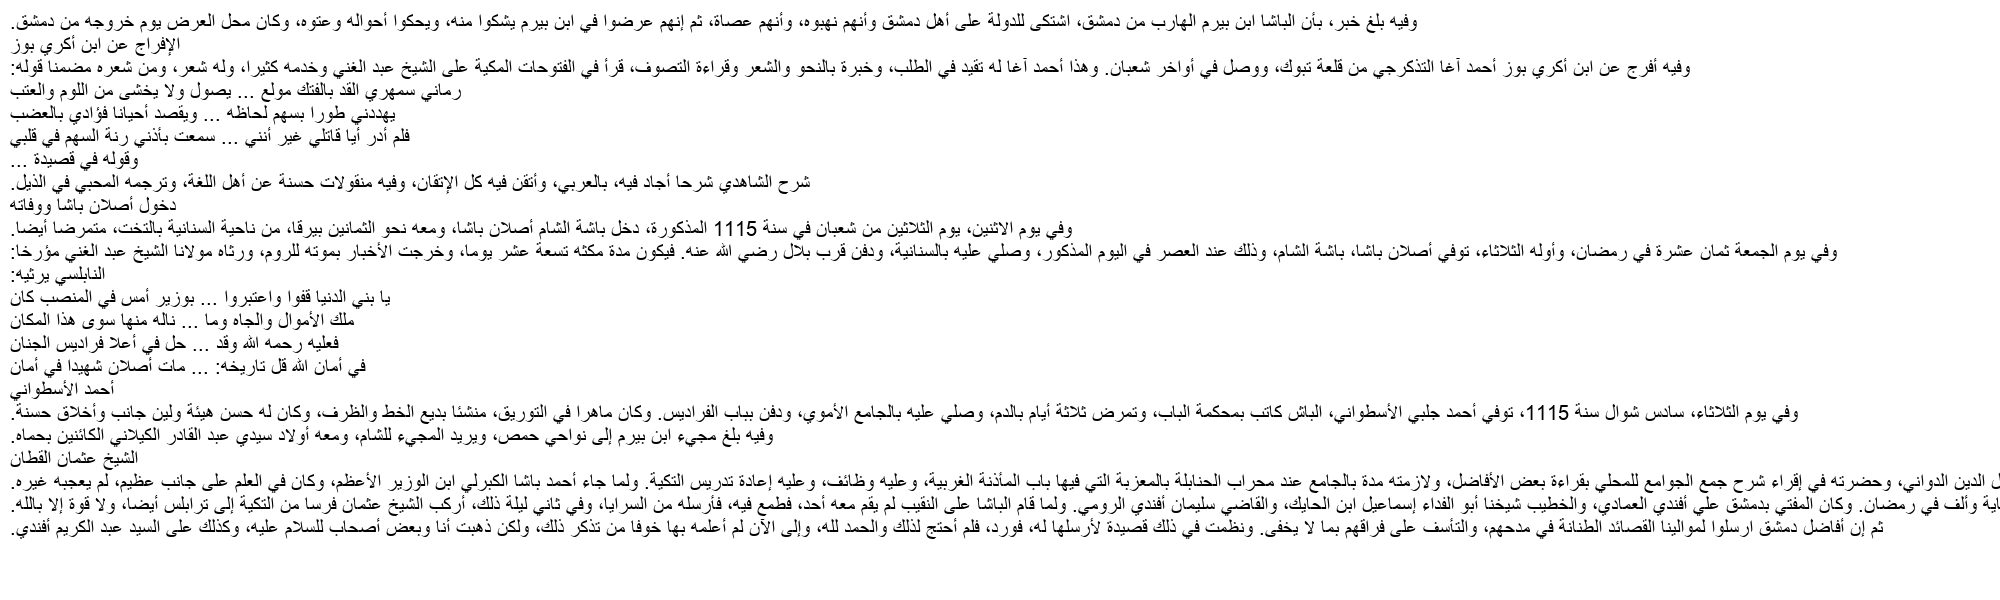 وفيه بلغ خبر، بأن الباشا ابن بيرم الهارب من دمشق، اشتكى للدولة على أهل دمشق وأنهم نهبوه، وأنهم عصاة، ثم إنهم عرضوا في ابن بيرم يشكوا منه، ويحكوا أحواله وعتوه، وكان محل العرض يوم خروجه من دمشق.
الإفراج عن ابن أكري بوز
وفيه أفرج عن ابن أكري بوز أحمد آغا التذكرجي من قلعة تبوك، ووصل في أواخر شعبان. وهذا أحمد آغا له تقيد في الطلب، وخبرة بالنحو والشعر وقراءة التصوف، قرأ في الفتوحات المكية على الشيخ عبد الغني وخدمه كثيرا، وله شعر، ومن شعره مضمنا قوله:
رماني سمهري القد بالفتك مولع ... يصول ولا يخشى من اللوم والعتب
يهددني طورا بسهم لحاظه ... ويقصد أحيانا فؤادي بالعضب
فلم أدر أيا قاتلي غير أنني ... سمعت بأذني رنة السهم في قلبي
وقوله في قصيدة ...
شرح الشاهدي شرحا أجاد فيه، بالعربي، وأتقن فيه كل الإتقان، وفيه منقولات حسنة عن أهل اللغة، وترجمه المحبي في الذيل.
دخول أصلان باشا ووفاته
وفي يوم الاثنين، يوم الثلاثين من شعبان في سنة 1115 المذكورة، دخل باشة الشام أصلان باشا، ومعه نحو الثمانين بيرقا، من ناحية السنانية بالتخت، متمرضا أيضا.
وفي يوم الجمعة ثمان عشرة في رمضان، وأوله الثلاثاء، توفي أصلان باشا، باشة الشام، وذلك عند العصر في اليوم المذكور، وصلي عليه بالسنانية، ودفن قرب بلال رضي الله عنه. فيكون مدة مكثه تسعة عشر يوما، وخرجت الأخبار بموته للروم، ورثاه مولانا الشيخ عبد الغني مؤرخا:
النابلسي يرثيه:
يا بني الدنيا قفوا واعتبروا ... بوزير أمس في المنصب كان
ملك الأموال والجاه وما ... ناله منها سوى هذا المكان
فعليه رحمه الله وقد ... حل في أعلا فراديس الجنان
في أمان الله قل تاريخه: ... مات أصلان شهيدا في أمان
أحمد الأسطواني
وفي يوم الثلاثاء، سادس شوال سنة 1115، توفي أحمد جلبي الأسطواني، الباش كاتب بمحكمة الباب، وتمرض ثلاثة أيام بالدم، وصلي عليه بالجامع الأموي، ودفن بباب الفراديس. وكان ماهرا في التوريق، منشئا بديع الخط والظرف، وكان له حسن هيئة ولين جانب وأخلاق حسنة.
وفيه بلغ مجيء ابن بيرم إلى نواحي حمص، ويريد المجيء للشام، ومعه أولاد سيدي عبد القادر الكيلاني الكائنين بحماه.
الشيخ عثمان القطان
ل الدين الدواني، وحضرته في إقراء شرح جمع الجوامع للمحلي بقراءة بعض الأفاضل، ولازمته مدة بالجامع عند محراب الحنابلة بالمعزبة التي فيها باب المأذنة الغربية، وعليه وظائف، وعليه إعادة تدريس التكية. ولما جاء أحمد باشا الكبرلي ابن الوزير الأعظم، وكان في العلم على جانب عظيم، لم يعجبه غيره.
اية وألف في رمضان. وكان المفتي بدمشق علي أفندي العمادي، والخطيب شيخنا أبو الفداء إسماعيل ابن الحايك، والقاضي سليمان أفندي الرومي. ولما قام الباشا على النقيب لم يقم معه أحد، فطمع فيه، فأرسله من السرايا، وفي ثاني ليلة ذلك، أركب الشيخ عثمان فرسا من التكية إلى ترابلس أيضا، ولا قوة إلا بالله.
ثم إن أفاضل دمشق ارسلوا لموالينا القصائد الطنانة في مدحهم، والتأسف على فراقهم بما لا يخفى. ونظمت في ذلك قصيدة لأرسلها له، فورد، فلم أحتج لذلك والحمد لله، وإلى الآن لم أعلمه بها خوفا من تذكر ذلك، ولكن ذهبت أنا وبعض أصحاب للسلام عليه، وكذلك على السيد عبد الكريم أفندي.